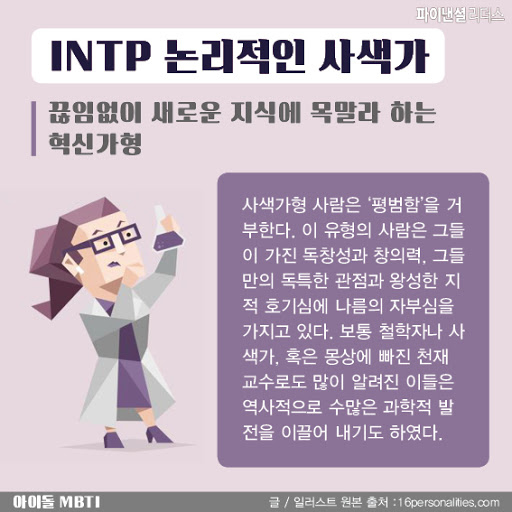 파이낸셜리더스
INTP 논리적인 사색가
끊임없이 새로운 지식에 목말라 하는
혁신가형
사색가형 사람은 ‘평범함’을 거
부한다. 이 유형의 사람은 그들
이 가진 독창성과 창의력, 그들
만의 독특한 관점과 왕성한 지
적 호기심에 나름의 자부심을
가지고 있다. 보통 철학자나 사
색가, 혹은 몽상에 빠진 천재
교수로도 많이 알려진 이들은
역사적으로 수많은 과학적 발
전을 이끌어 내기도 하였다.
아이돌 MBTI
글 / 일러스트 원본 출처 : 16personalities.com